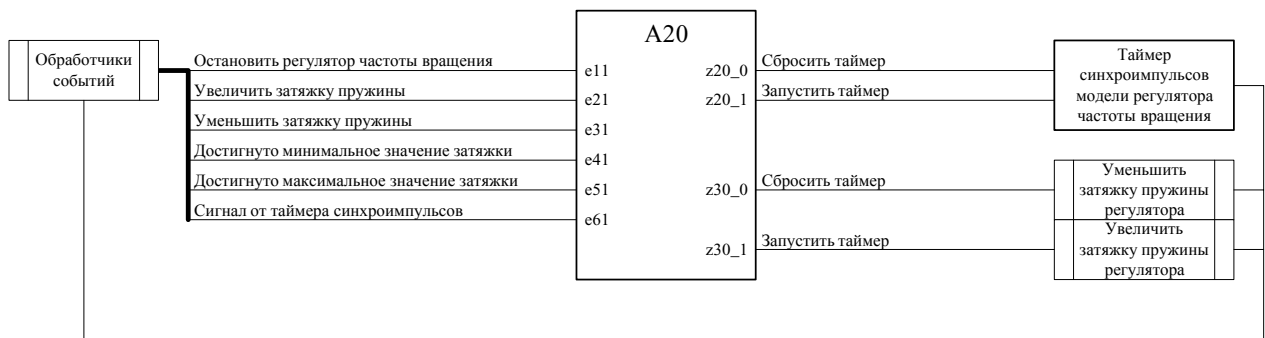 Обработчики
событий
Остановить регулятор частоты вращения
Увеличить затяжку пружины
Уменьшить затяжку пружины
Достигнуто минимальное значение затяжки
Достигнуто максимальное значение затяжки
Сигнал от таймера синхроимпульсов
A20
e11
e21
e31
e41
e51
e61
z20_0
z20_1
z30_0
z30_1
Сбросить таймер
Запустить таймер
Сбросить таймер
Запустить таймер
Таймер
синхроимпульсов
модели регулятора
частоты вращения
Уменьшить
затяжку пружины
регулятора
Увеличить
затяжку пружины
регулятора